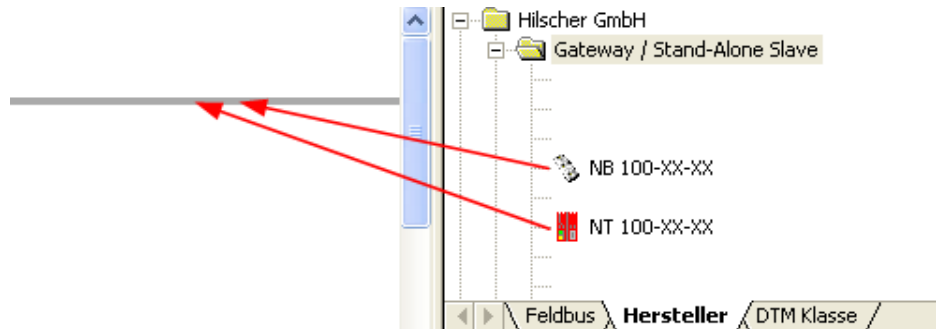 Hilscher GmbH
Gateway / Stand-Alone Slave
NB 100-XX-XX
NT 100-XX-XX
Feldbus Hersteller DTM Klasse